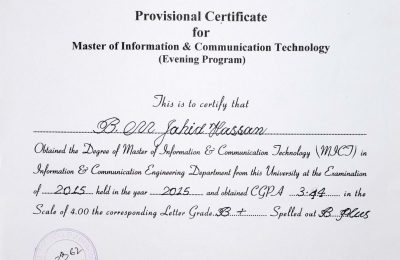 Provisional Certificate
for
Master of Information & Communication Technology
(Evening Program)
This is to certify that
B. M Jahid Hassan
Obtained the Degree of Master of Information & Communication Technology (MICT) in
Information & Communication Engineering Department from this University at the Examination
of 2015 held in the year 2015 and obtained CGPA 3.44 in the
Scale of 4.00 the corresponding Letter Grade B+ Spelled out B Plus